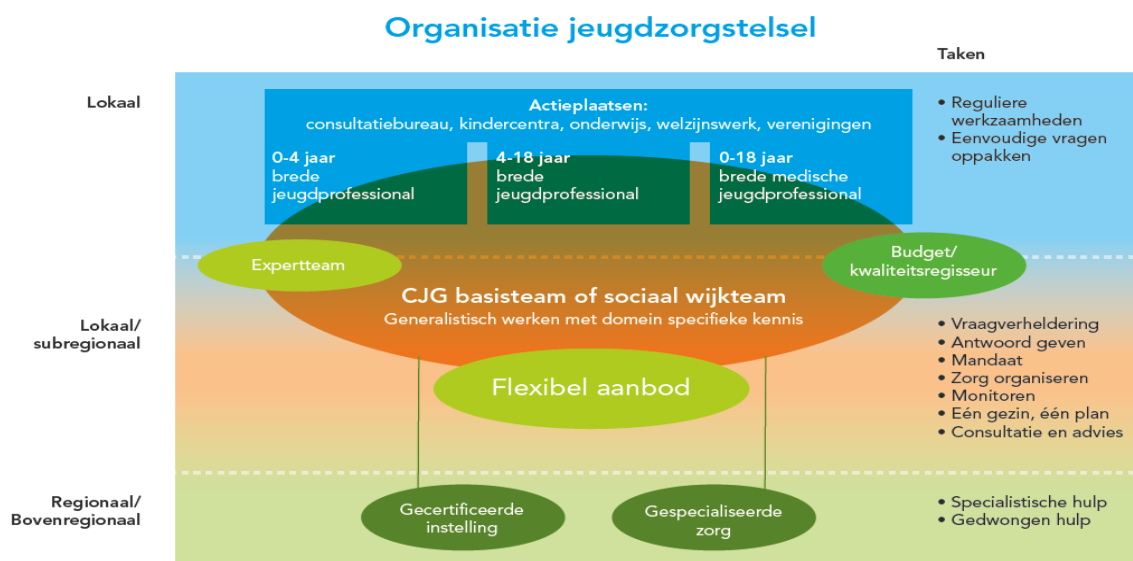 Organisatie jeugdzorgstelsel
Taken
Lokaal
Actieplaatsen:
consultatiebureau, kindercentra, onderwijs, welzijnswerk, verenigingen
0-4 jaar
brede
jeugdprofessional
4-18 jaar
brede
jeugdprofessional
0-18 jaar
brede medische
jeugdprofessional
• Reguliere
werkzaamheden
• Eenvoudige vragen
oppakken
Expertteam
Budget/
kwaliteitsregisseur
CJG basisteam of sociaal wijkteam
Generalistisch werken met domein specifieke kennis
Lokaal/
subregionaal
Flexibel aanbod
• Vraagverheldering
• Antwoord geven
• Mandaat
• Zorg organiseren
• Monitoren
• Eén gezin, één plan
• Consultatie en advies
Regionaal/
Bovenregionaal
Gecertificeerde
instelling
Gespecialiseerde
zorg
• Specialistische hulp
• Gedwongen hulp